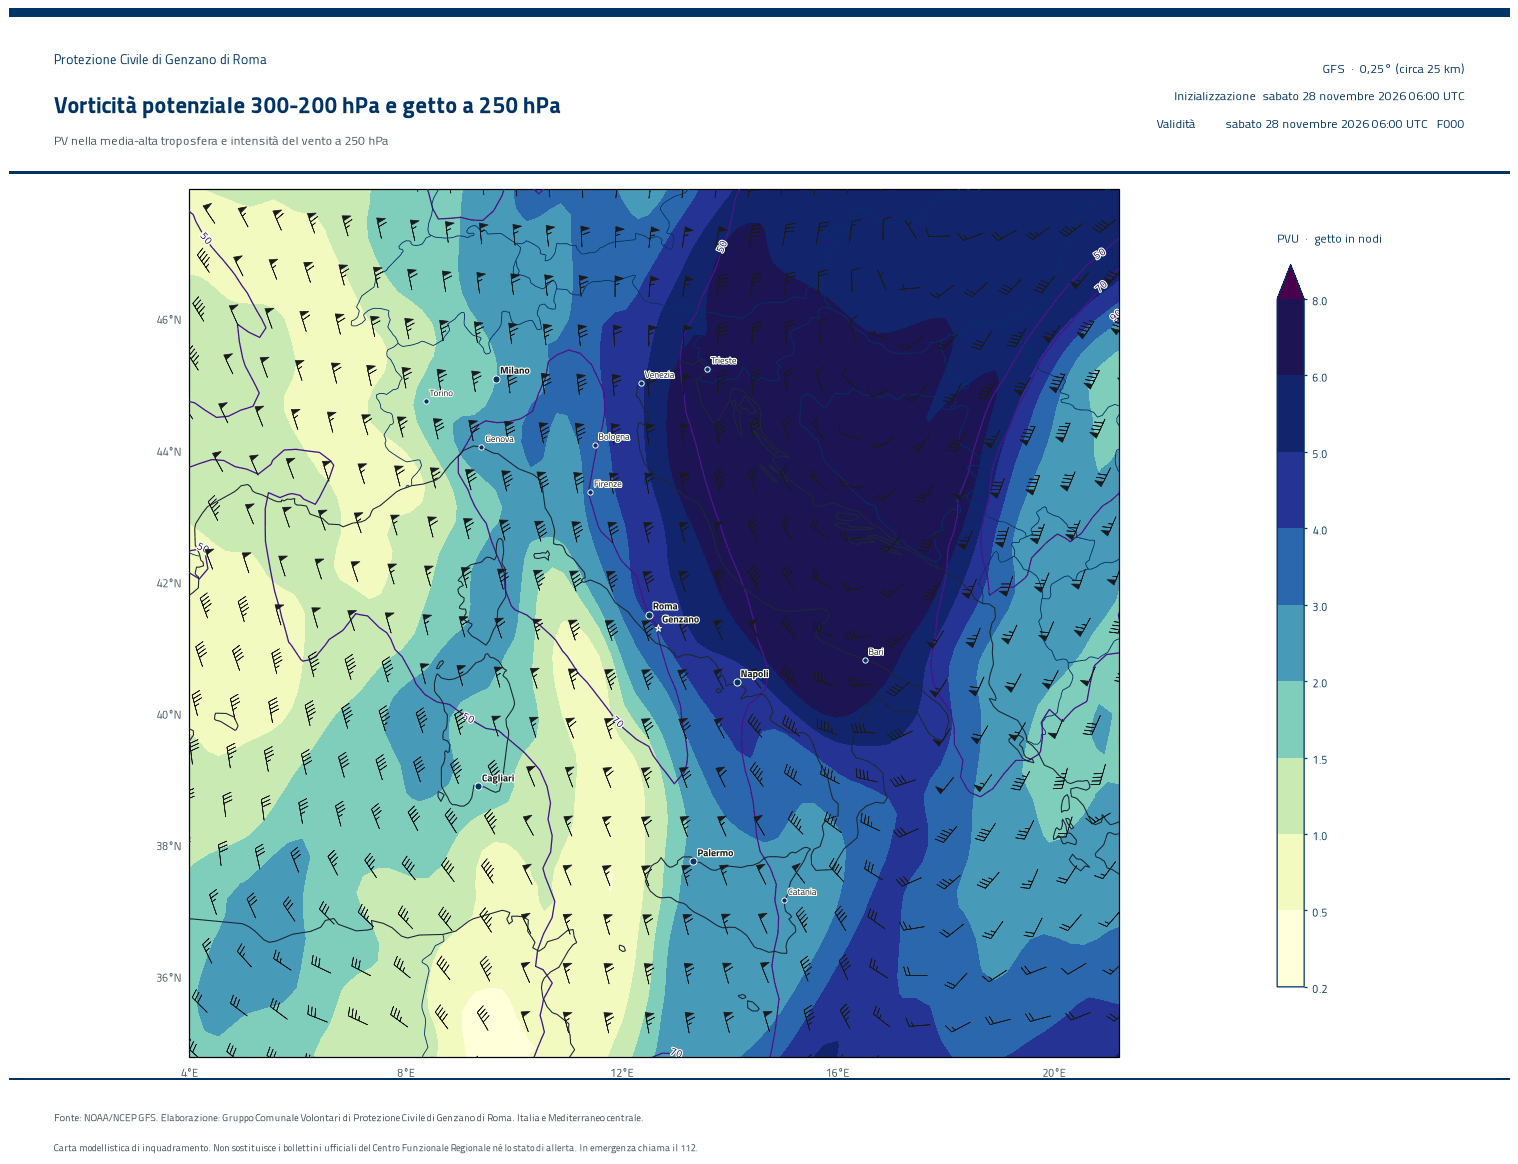 Protezione Civile di Genzano di Roma
Vorticità potenziale 300-200 hPa e getto a 250 hPa
PV nella media-alta troposfera e intensità del vento a 250 hPa
GFS · 0,25° (circa 25 km)
Inizializzazione sabato 28 novembre 2026 06:00 UTC
Validità sabato 28 novembre 2026 06:00 UTC F000
PVU · getto in nodi
8.0
6.0
5.0
4.0
3.0
2.0
1.5
1.0
0.5
0.2
46°N
44°N
42°N
40°N
38°N
36°N
4°E
8°E
12°E
16°E
20°E
50
50
50
70
90
50
50
70
70
Milano
Torino
Venezia
Trieste
Genova
Bologna
Firenze
Roma
Genzano
Napoli
Bari
Cagliari
Palermo
Catania
Fonte: NOAA/NCEP GFS. Elaborazione: Gruppo Comunale Volontari di Protezione Civile di Genzano di Roma. Italia e Mediterraneo centrale.
Carta modellistica di inquadramento. Non sostituisce i bollettini ufficiali del Centro Funzionale Regionale né lo stato di allerta. In emergenza chiama il 112.